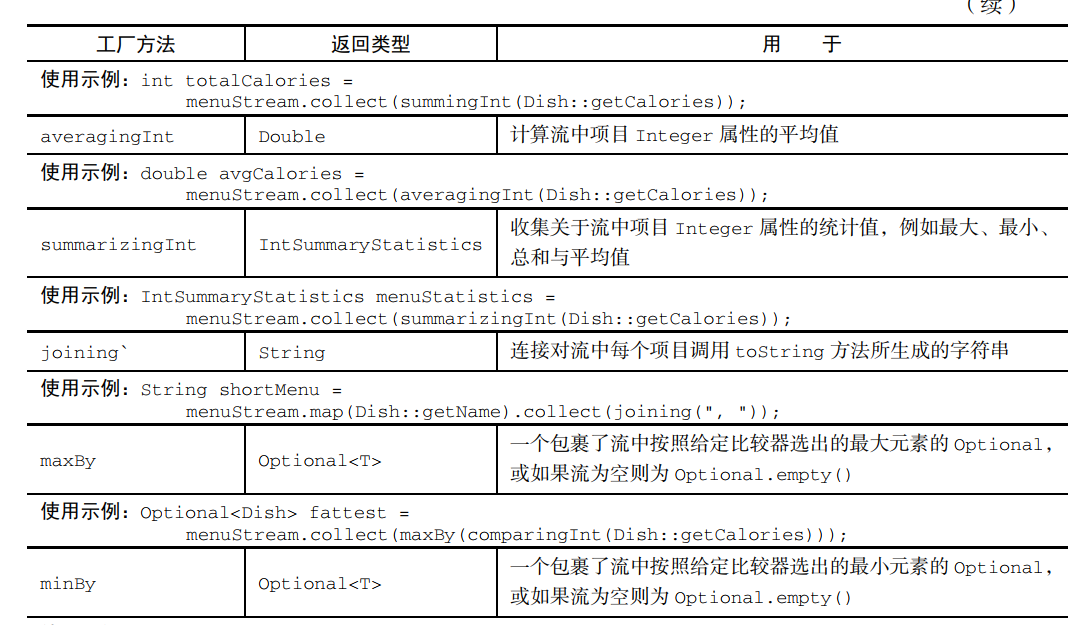 （续）
工厂方法 返回类型 用 于
使用示例：int totalCalories =
menuStream.collect(summingInt(Dish::getCalories));
averagingInt Double 计算流中项目 Integer 属性的平均值
使用示例：double avgCalories =
menuStream.collect(averagingInt(Dish::getCalories));
summarizingInt IntSummaryStatistics 收集关于流中项目 Integer 属性的统计值，例如最大、最小、
总和与平均值
使用示例：IntSummaryStatistics menuStatistics =
menuStream.collect(summarizingInt(Dish::getCalories));
joining` String 连接对流中每个项目调用 toString 方法所生成的字符串
使用示例：String shortMenu =
menuStream.map(Dish::getName).collect(joining(", "));
maxBy Optional<T> 一个包裹了流中按照给定比较器选出的最大元素的 Optional，
或如果流为空则为 Optional.empty()
使用示例：Optional<Dish> fattest =
menuStream.collect(maxBy(comparingInt(Dish::getCalories)));
minBy Optional<T> 一个包裹了流中按照给定比较器选出的最小元素的 Optional，
或如果流为空则为 Optional.empty()